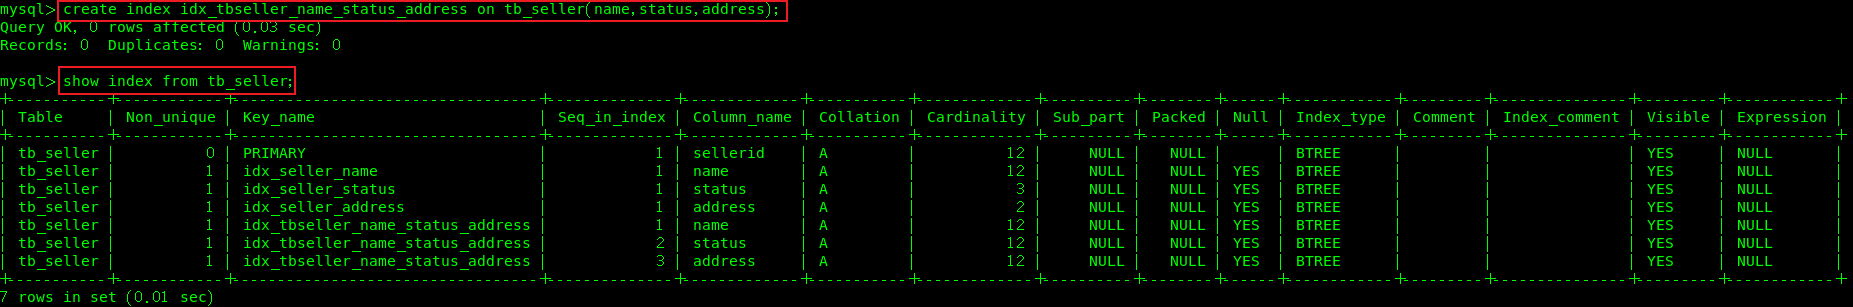 mysql> create index idx_tbseller_name_status_address on tb_seller(name,status,address);
Query OK, 0 rows affected (0.03 sec)
Records: 0  Duplicates: 0  Warnings: 0
mysql> show index from tb_seller;
+-----------+------------+----------------------------------+--------------+-------------+-----------+-------------+----------+--------+------+------------+---------+---------------+---------+------------+
| Table     | Non_unique | Key_name                         | Seq_in_index | Column_name | Collation | Cardinality | Sub_part | Packed | Null | Index_type | Comment | Index_comment | Visible | Expression |
+-----------+------------+----------------------------------+--------------+-------------+-----------+-------------+----------+--------+------+------------+---------+---------------+---------+------------+
| tb_seller |          0 | PRIMARY                          |            1 | sellerid    | A         |          12 |     NULL |   NULL |      | BTREE      |         |               | YES     | NULL       |
| tb_seller |          1 | idx_seller_name                  |            1 | name        | A         |          12 |     NULL |   NULL | YES  | BTREE      |         |               | YES     | NULL       |
| tb_seller |          1 | idx_seller_status                |            1 | status      | A         |           3 |     NULL |   NULL | YES  | BTREE      |         |               | YES     | NULL       |
| tb_seller |          1 | idx_seller_address               |            1 | address     | A         |           2 |     NULL |   NULL | YES  | BTREE      |         |               | YES     | NULL       |
| tb_seller |          1 | idx_tbseller_name_status_address |            1 | name        | A         |          12 |     NULL |   NULL | YES  | BTREE      |         |               | YES     | NULL       |
| tb_seller |          1 | idx_tbseller_name_status_address |            2 | status      | A         |          12 |     NULL |   NULL | YES  | BTREE      |         |               | YES     | NULL       |
| tb_seller |          1 | idx_tbseller_name_status_address |            3 | address     | A         |          12 |     NULL |   NULL | YES  | BTREE      |         |               | YES     | NULL       |
+-----------+------------+----------------------------------+--------------+-------------+-----------+-------------+----------+--------+------+------------+---------+---------------+---------+------------+
7 rows in set (0.01 sec)